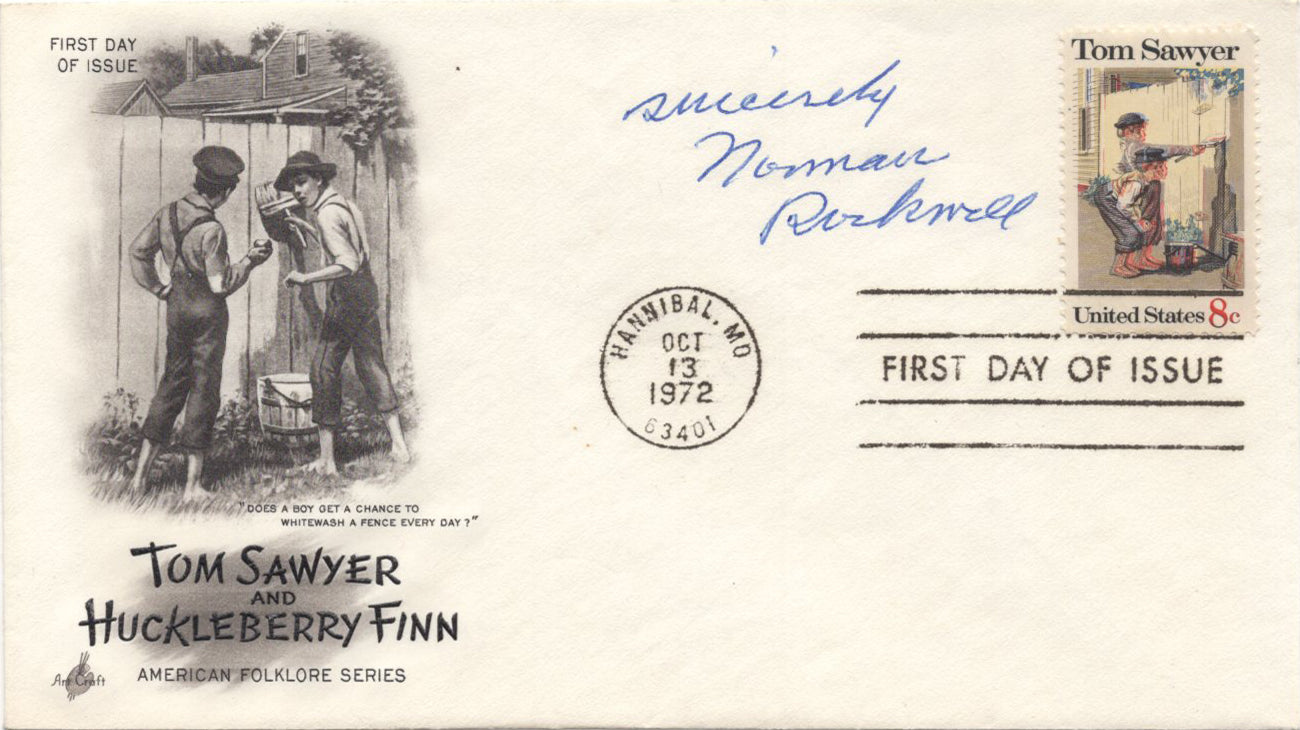 FIRST DAY
OF ISSUE
sincerely
Norman
Rockwell
Tom Sawyer
United States 8c
HANNIBAL, MO
OCT
13
1972
63401
FIRST DAY OF ISSUE
"DOES A BOY GET A CHANCE TO
WHITEWASH A FENCE EVERY DAY?"
TOM SAWYER
AND
HUCKLEBERRY FINN
Art Craft
AMERICAN FOLKLORE SERIES